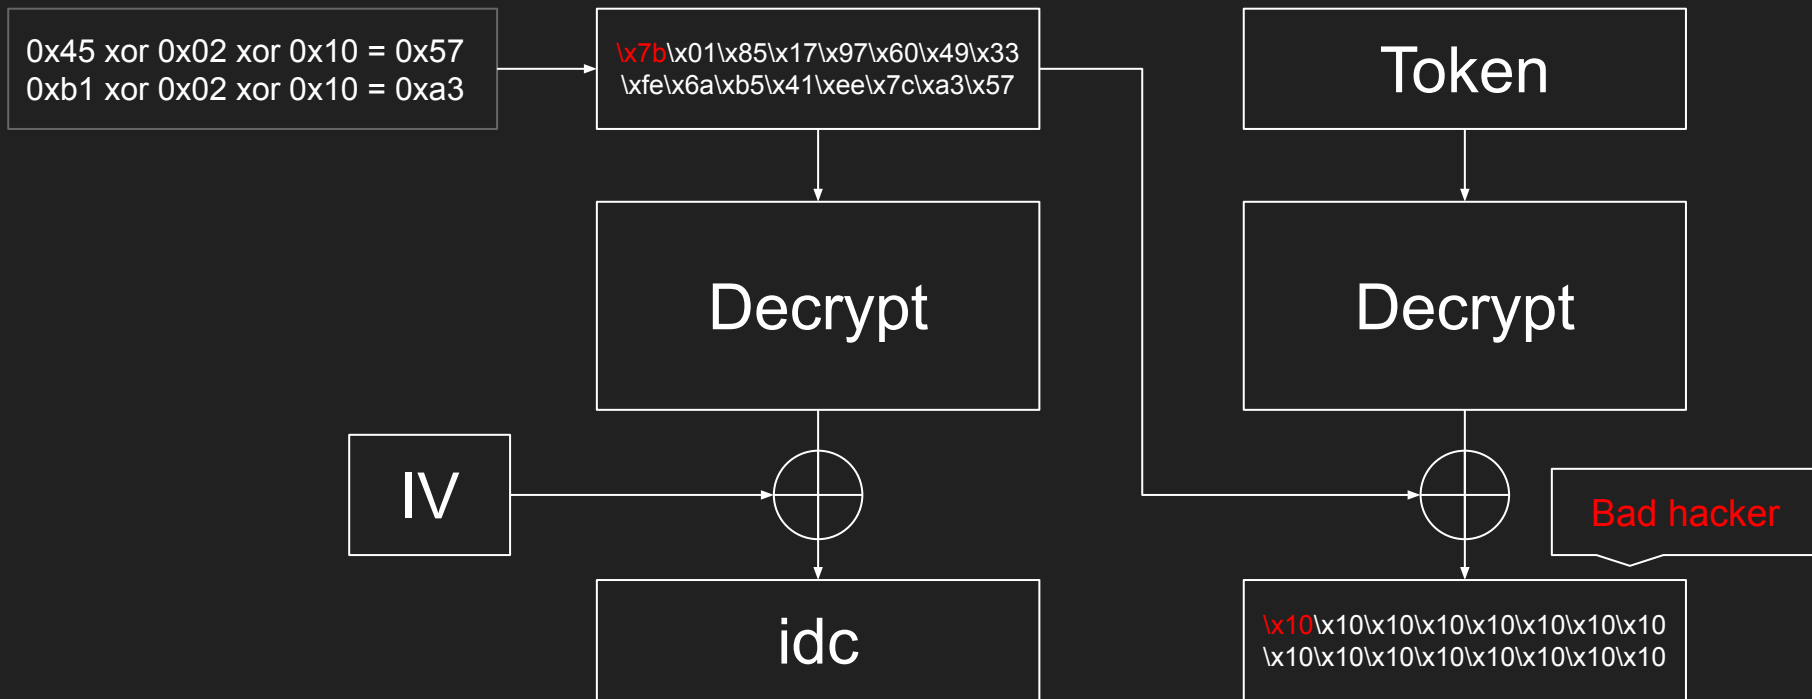 0x45 xor 0x02 xor 0x10 = 0x57
0xb1 xor 0x02 xor 0x10 = 0xa3
\x7b\x01\x85\x17\x97\x60\x49\x33
\xfe\x6a\xb5\x41\xee\x7c\xa3\x57
Token
Decrypt
Decrypt
IV
Bad hacker
idc
\x10\x10\x10\x10\x10\x10\x10\x10
\x10\x10\x10\x10\x10\x10\x10\x10